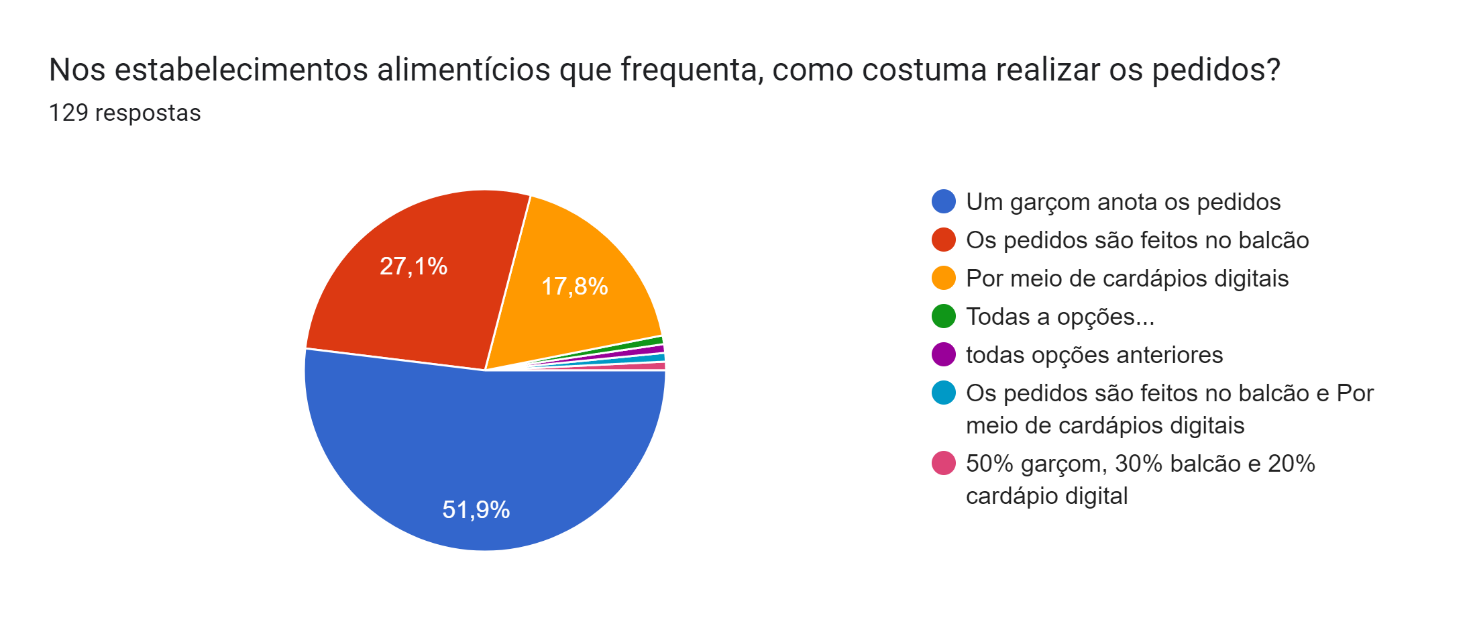 Nos estabelecimentos alimentícios que frequenta, como costuma realizar os pedidos?
129 respostas
27,1%
17,8%
51,9%
Um garçom anota os pedidos
Os pedidos são feitos no balcão
Por meio de cardápios digitais
Todas a opções...
todas opções anteriores
Os pedidos são feitos no balcão e Por
meio de cardápios digitais
50% garçom, 30% balcão e 20%
cardápio digital